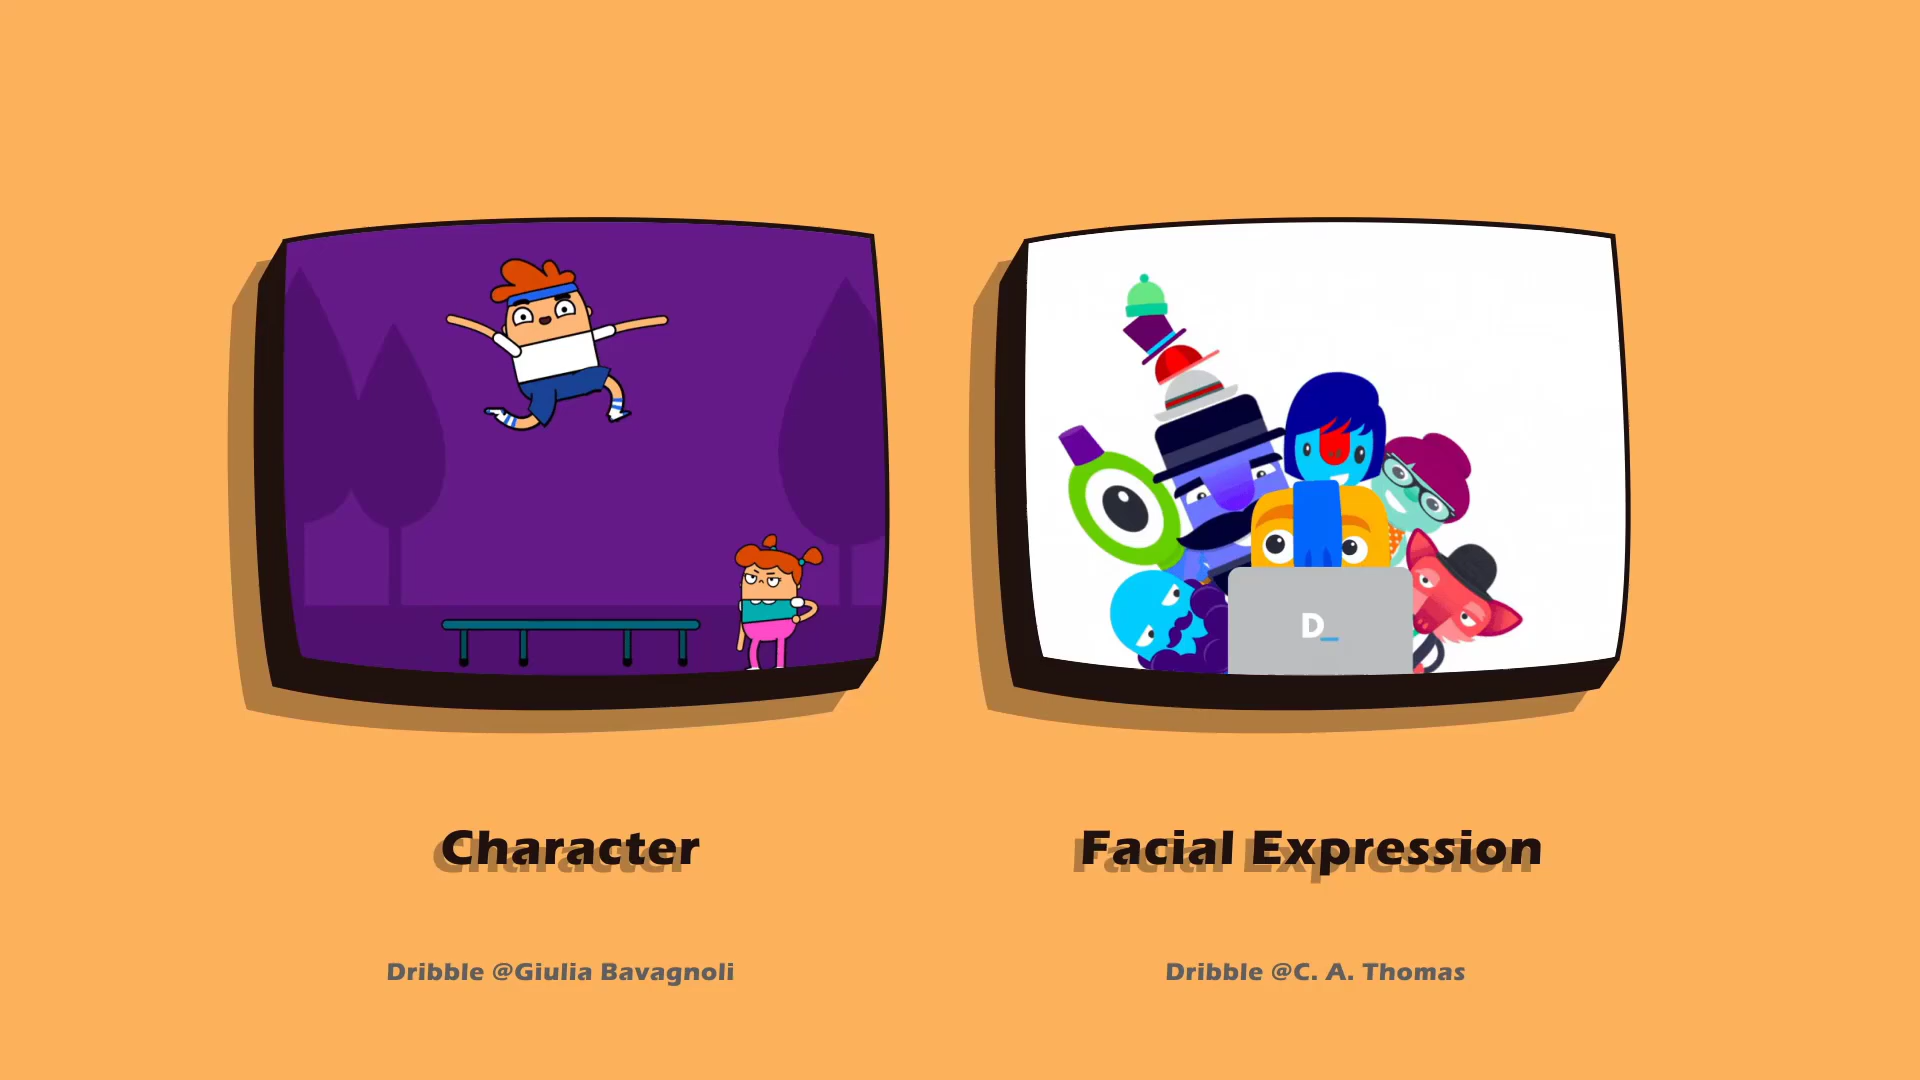 D_
Character
Facial Expression
Dribble @Giulia Bavagnoli
Dribble @C. A. Thomas